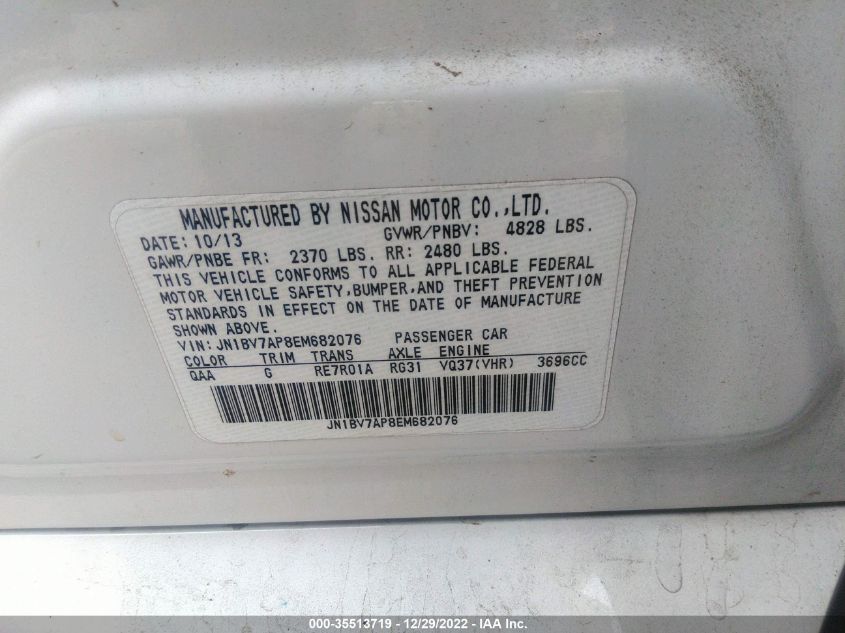 MANUFACTURED BY NISSAN MOTOR CO.,LTD.
DATE: 10/13 GVWR/PNBV: 4828 LBS.
GAWR/PNBE FR: 2370 LBS. RR: 2480 LBS.
THIS VEHICLE CONFORMS TO ALL APPLICABLE FEDERAL
MOTOR VEHICLE SAFETY,BUMPER,AND THEFT PREVENTION
STANDARDS IN EFFECT ON THE DATE OF MANUFACTURE
SHOWN ABOVE.
VIN: JN1BV7AP8EM682076 PASSENGER CAR
COLOR TRIM TRANS AXLE ENGINE
QAA G RE7R01A RG31 VQ37(VHR) 3696CC
JN1BV7AP8EM682076
000-35513719 - 12/29/2022 - IAA Inc.